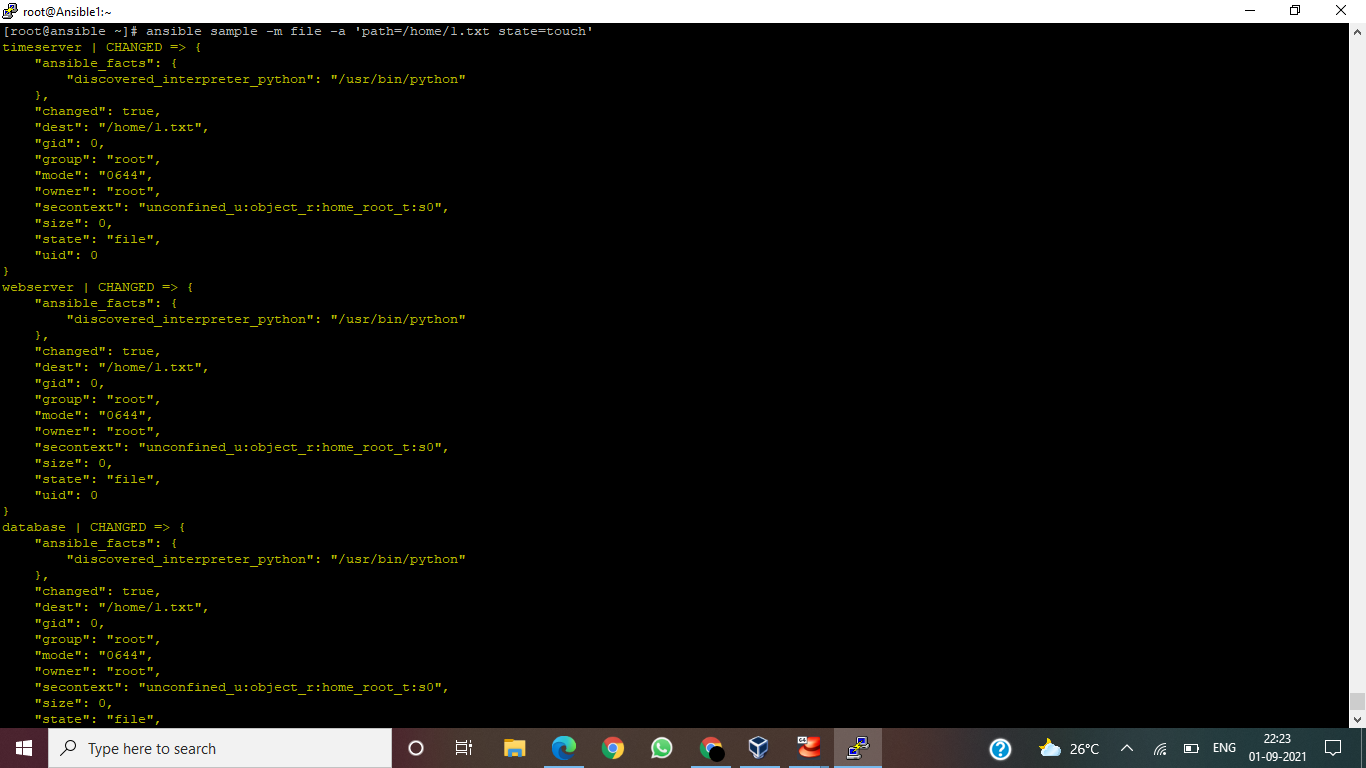 root@Ansible1:~
[root@ansible ~]# ansible sample -m file -a 'path=/home/1.txt state=touch'
timeserver | CHANGED => {
    "ansible_facts": {
        "discovered_interpreter_python": "/usr/bin/python"
    },
    "changed": true,
    "dest": "/home/1.txt",
    "gid": 0,
    "group": "root",
    "mode": "0644",
    "owner": "root",
    "secontext": "unconfined_u:object_r:home_root_t:s0",
    "size": 0,
    "state": "file",
    "uid": 0
}
webserver | CHANGED => {
    "ansible_facts": {
        "discovered_interpreter_python": "/usr/bin/python"
    },
    "changed": true,
    "dest": "/home/1.txt",
    "gid": 0,
    "group": "root",
    "mode": "0644",
    "owner": "root",
    "secontext": "unconfined_u:object_r:home_root_t:s0",
    "size": 0,
    "state": "file",
    "uid": 0
}
database | CHANGED => {
    "ansible_facts": {
        "discovered_interpreter_python": "/usr/bin/python"
    },
    "changed": true,
    "dest": "/home/1.txt",
    "gid": 0,
    "group": "root",
    "mode": "0644",
    "owner": "root",
    "secontext": "unconfined_u:object_r:home_root_t:s0",
    "size": 0,
    "state": "file",
Type here to search
64
26°C
ENG
22:23
01-09-2021